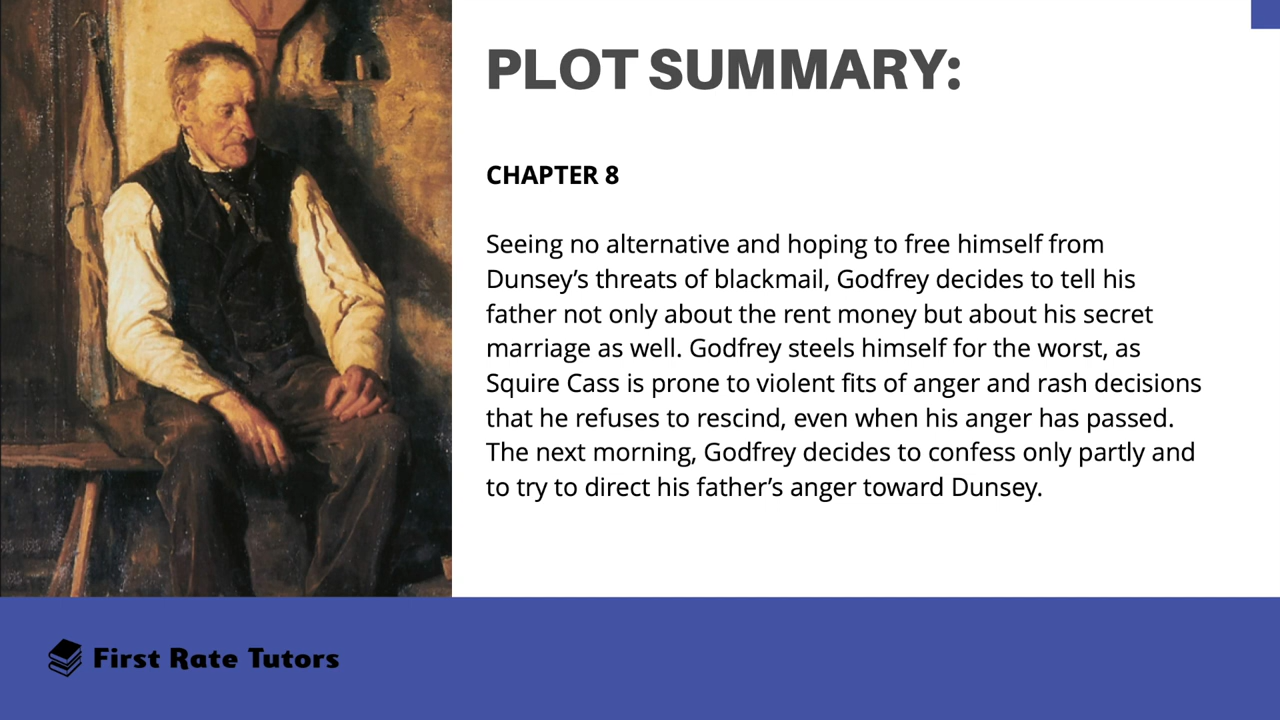 PLOT SUMMARY:
CHAPTER 8
Seeing no alternative and hoping to free himself from
Dunsey’s threats of blackmail, Godfrey decides to tell his
father not only about the rent money but about his secret
marriage as well. Godfrey steels himself for the worst, as
Squire Cass is prone to violent fits of anger and rash decisions
that he refuses to rescind, even when his anger has passed.
The next morning, Godfrey decides to confess only partly and
to try to direct his father’s anger toward Dunsey.
First Rate Tutors